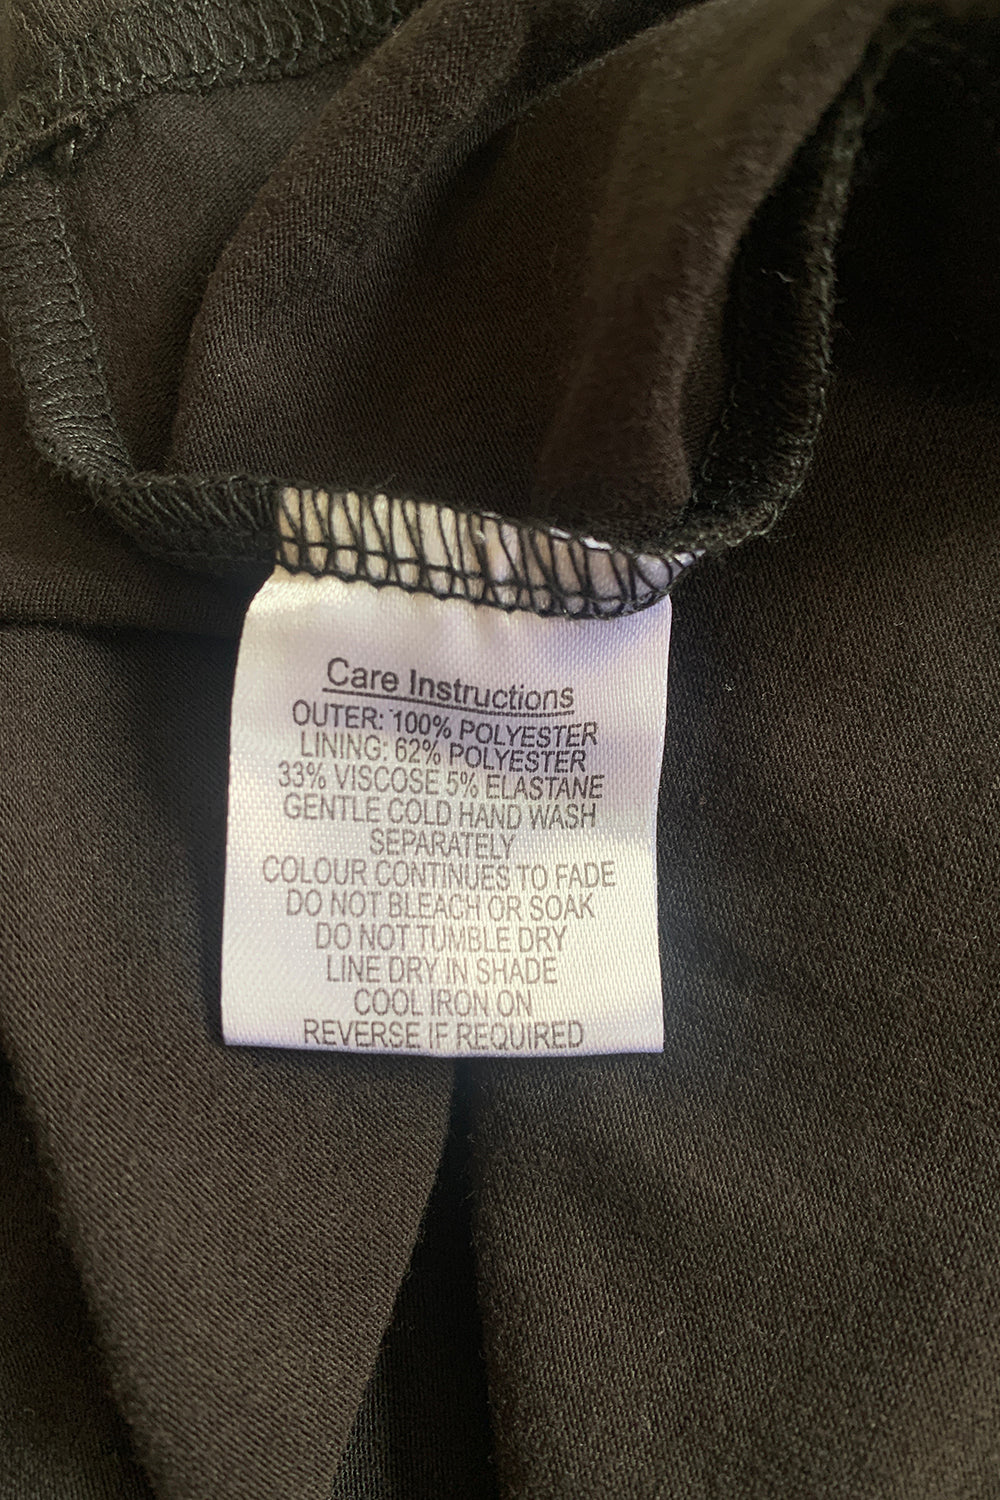 Care Instructions
OUTER: 100% POLYESTER
LINING: 62% POLYESTER
33% VISCOSE 5% ELASTANE
GENTLE COLD HAND WASH
SEPARATELY
COLOUR CONTINUES TO FADE
DO NOT BLEACH OR SOAK
DO NOT TUMBLE DRY
LINE DRY IN SHADE
COOL IRON ON
REVERSE IF REQUIRED